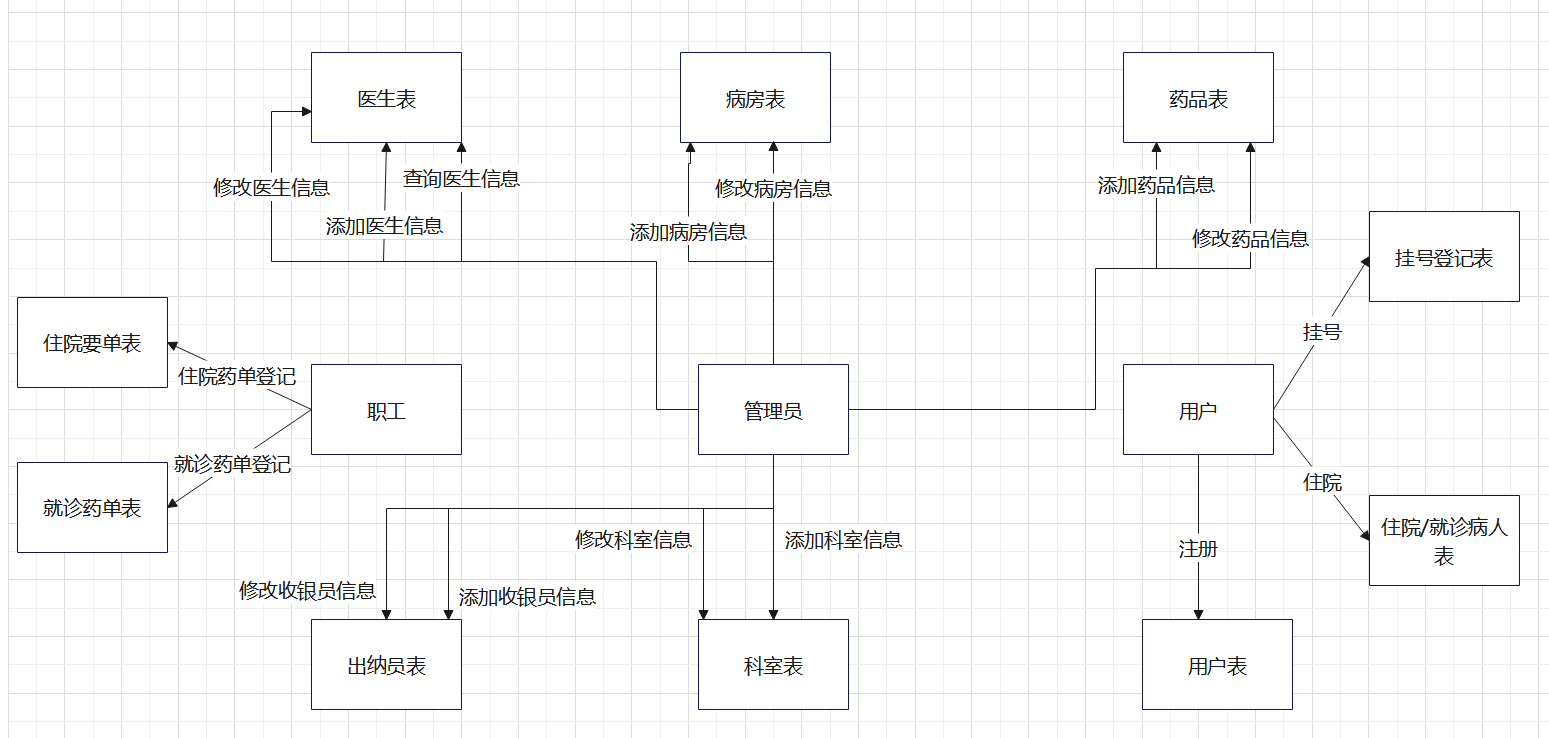 医生表
病房表
药品表
修改医生信息
查询医生信息
添加医生信息
修改病房信息
添加病房信息
添加药品信息
修改药品信息
挂号登记表
住院要单表
住院药单登记
职工
管理员
用户
挂号
就诊药单登记
就诊药单表
住院
住院/就诊病人
表
修改科室信息
添加科室信息
注册
修改收银员信息
添加收银员信息
出纳员表
科室表
用户表